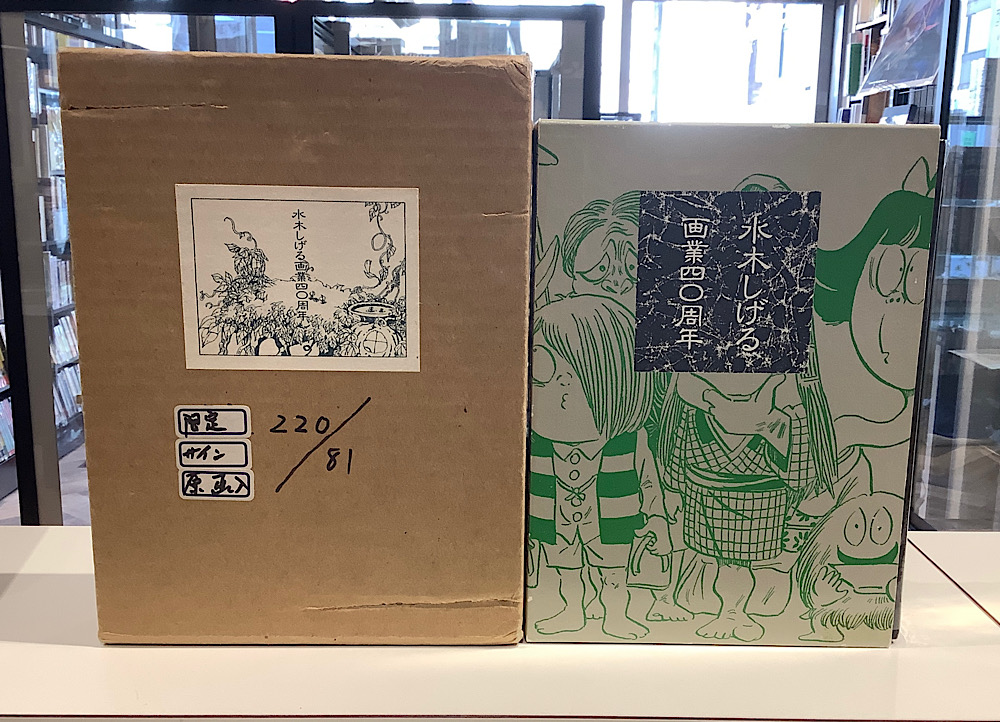 水木しげる画業四〇周年
限定
サイン
原画入
220/81
水木しげる
画業四〇周年